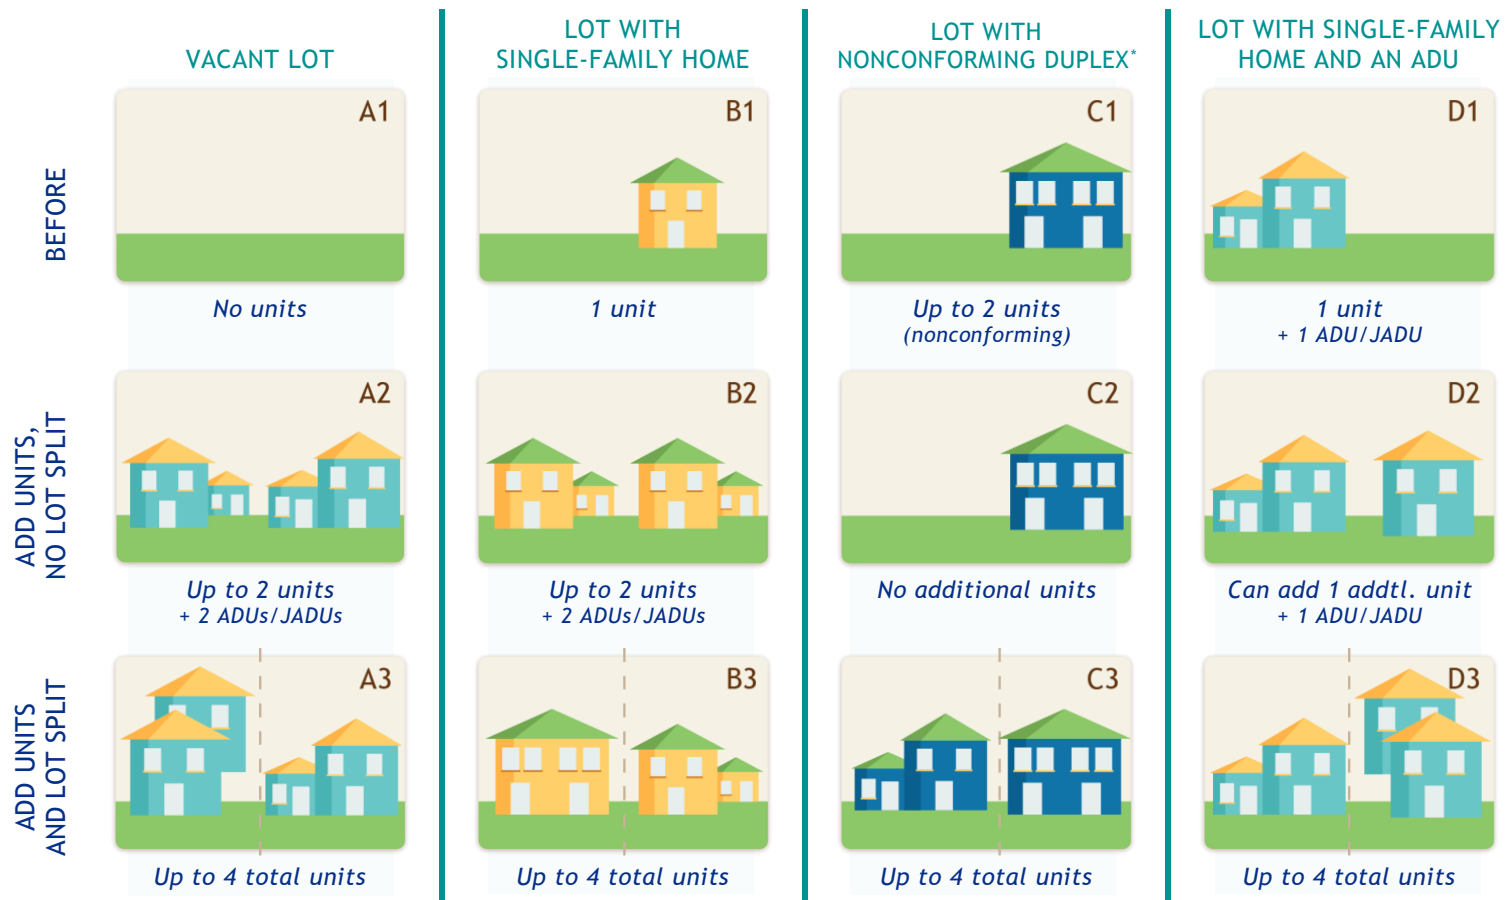 VACANT LOT
LOT WITH
SINGLE-FAMILY HOME
LOT WITH
NONCONFORMING DUPLEX*
LOT WITH SINGLE-FAMILY
HOME AND AN ADU
BEFORE
A1
B1
C1
D1
No units
1 unit
Up to 2 units
(nonconforming)
1 unit
+ 1 ADU/JADU
ADD UNITS,
NO LOT SPLIT
A2
B2
C2
D2
Up to 2 units
+ 2 ADUs/JADUs
Up to 2 units
+ 2 ADUs/JADUs
No additional units
Can add 1 addtl. unit
+ 1 ADU/JADU
ADD UNITS
AND LOT SPLIT
A3
B3
C3
D3
Up to 4 total units
Up to 4 total units
Up to 4 total units
Up to 4 total units